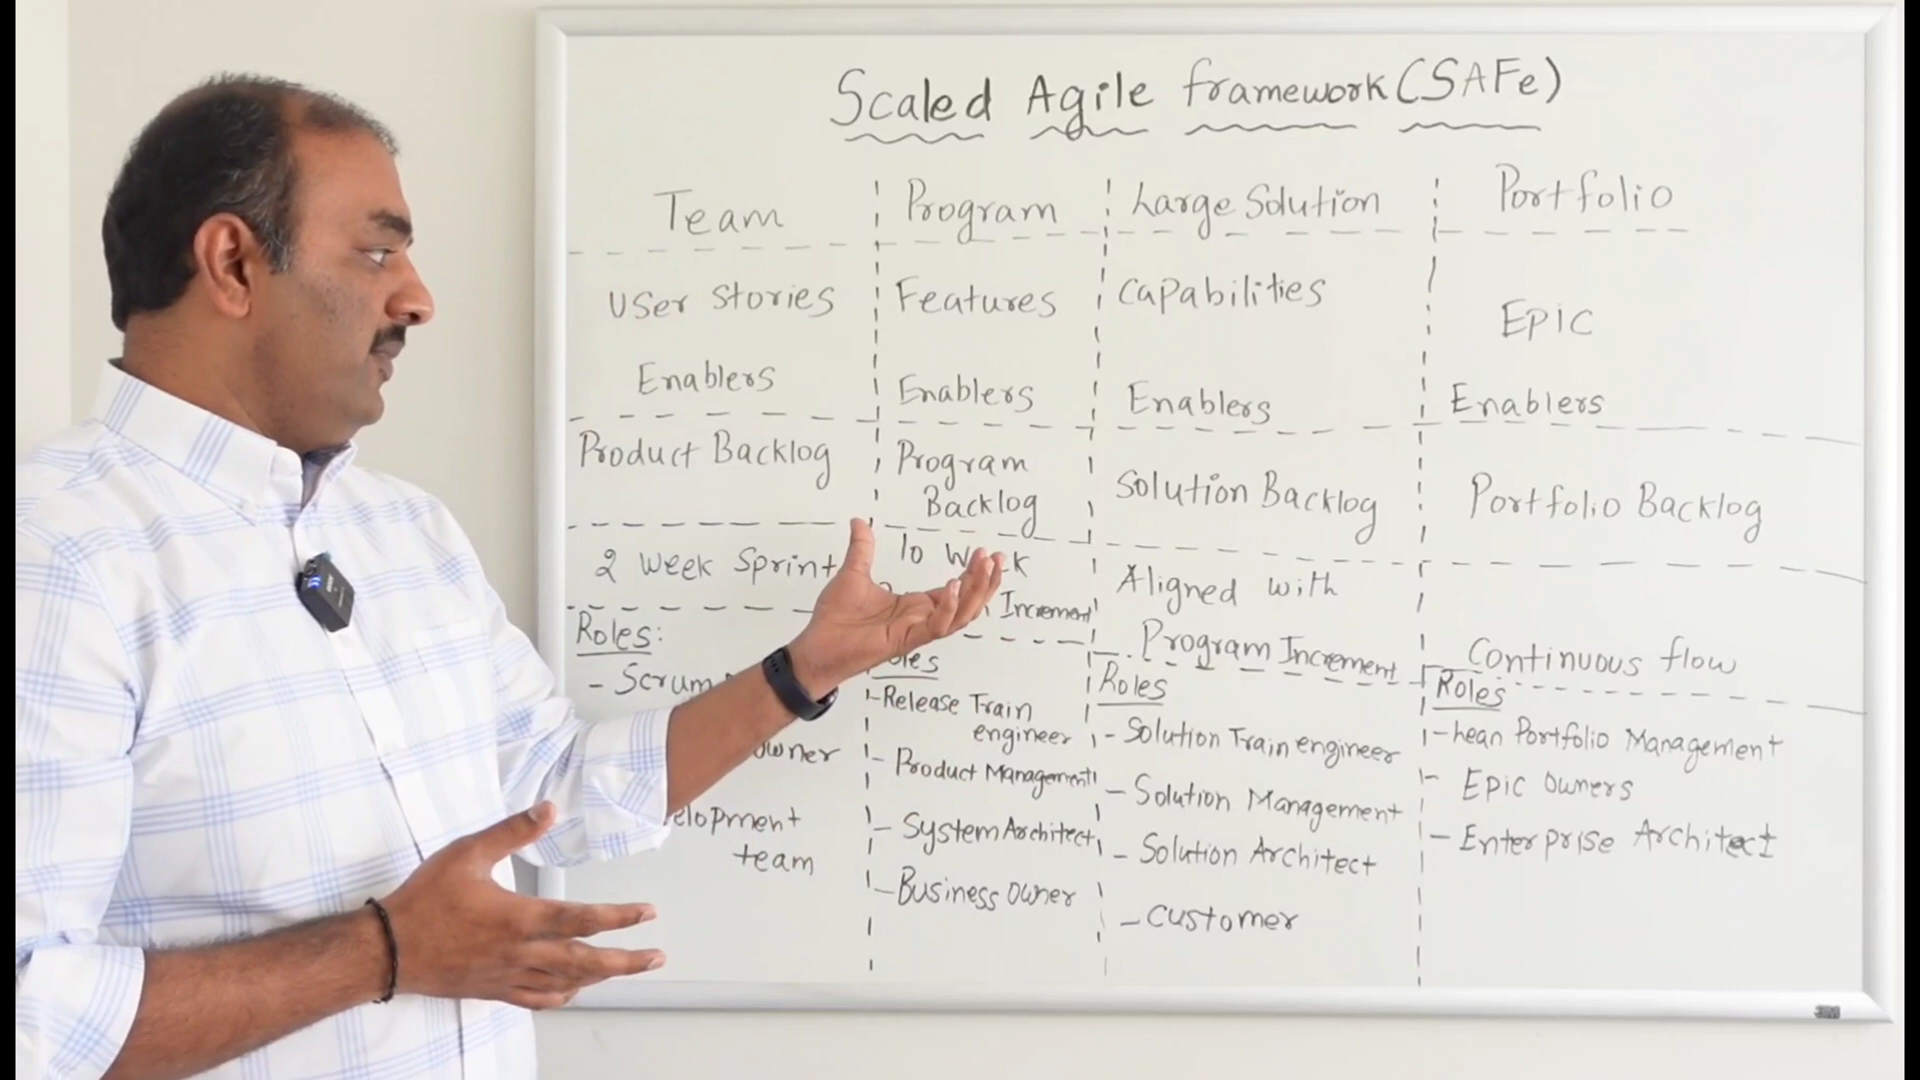 Scaled Agile framework (SAFe)
Team
Program
Large Solution
Portfolio
User Stories
Features
Capabilities
Epic
Enablers
Enablers
Enablers
Enablers
Product Backlog
Program
Backlog
Solution Backlog
Portfolio Backlog
2 Week Sprint
10
Increment
Aligned with
Program Increment
Continuous flow
Roles:
- Scrum
owner
team
- Release Train
engineer
- Product Management
- System Architect
- Business Owner
Roles
- Solution Train engineer
- Solution Management
- Solution Architect
- Customer
Roles
- Lean Portfolio Management
- Epic Owners
- Enterprise Architect
3M